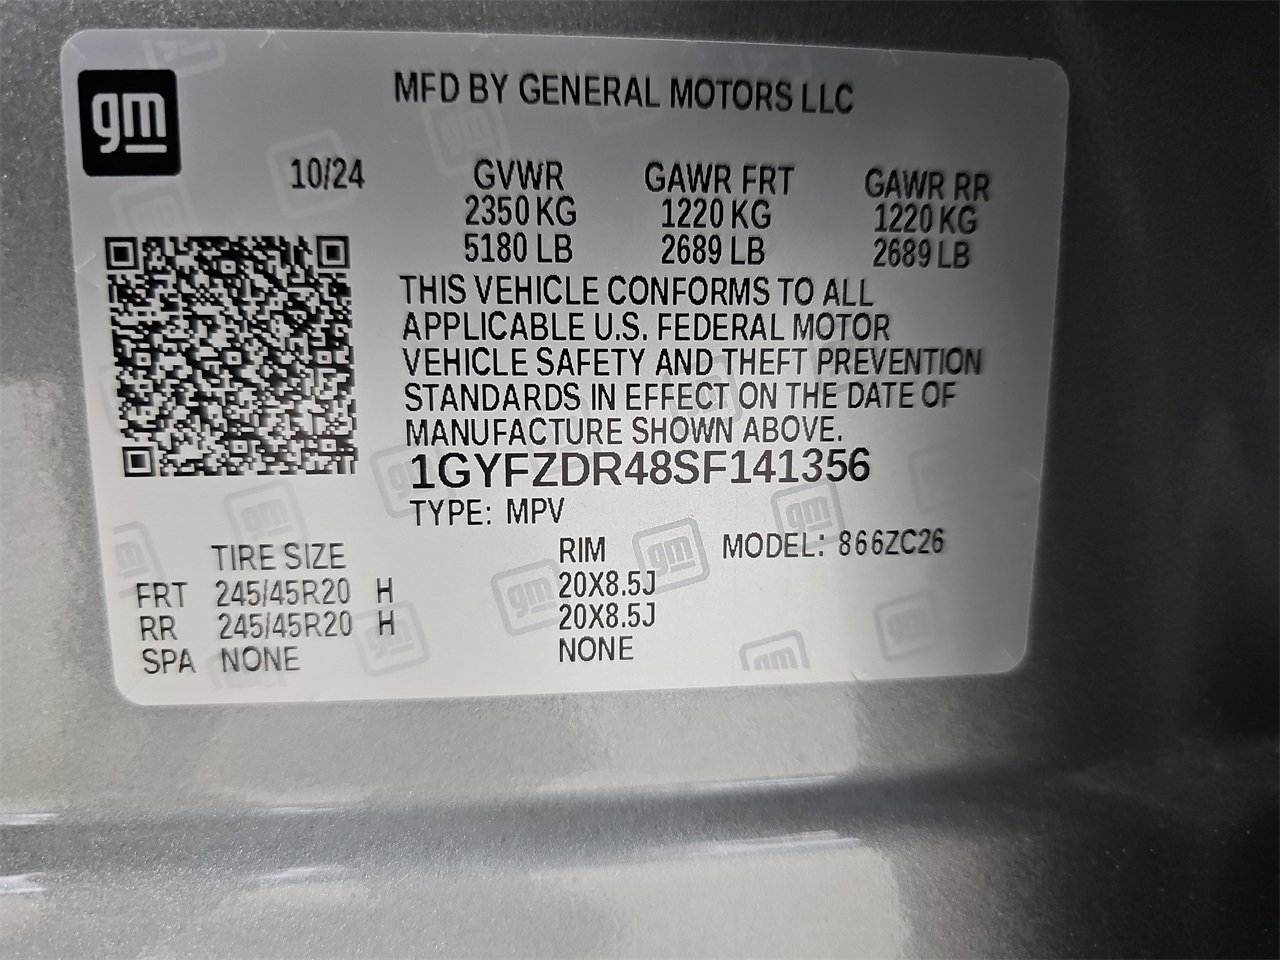 gm
MFD BY GENERAL MOTORS LLC
10/24 GVWR GAWR FRT GAWR RR
2350 KG 1220 KG 1220 KG
5180 LB 2689 LB 2689 LB
THIS VEHICLE CONFORMS TO ALL
APPLICABLE U.S. FEDERAL MOTOR
VEHICLE SAFETY AND THEFT PREVENTION
STANDARDS IN EFFECT ON THE DATE OF
MANUFACTURE SHOWN ABOVE.
1GYFZDR48SF141356
TYPE: MPV
TIRE SIZE RIM MODEL: 866ZC26
FRT 245/45R20 H 20X8.5J
RR 245/45R20 H 20X8.5J
SPA NONE NONE